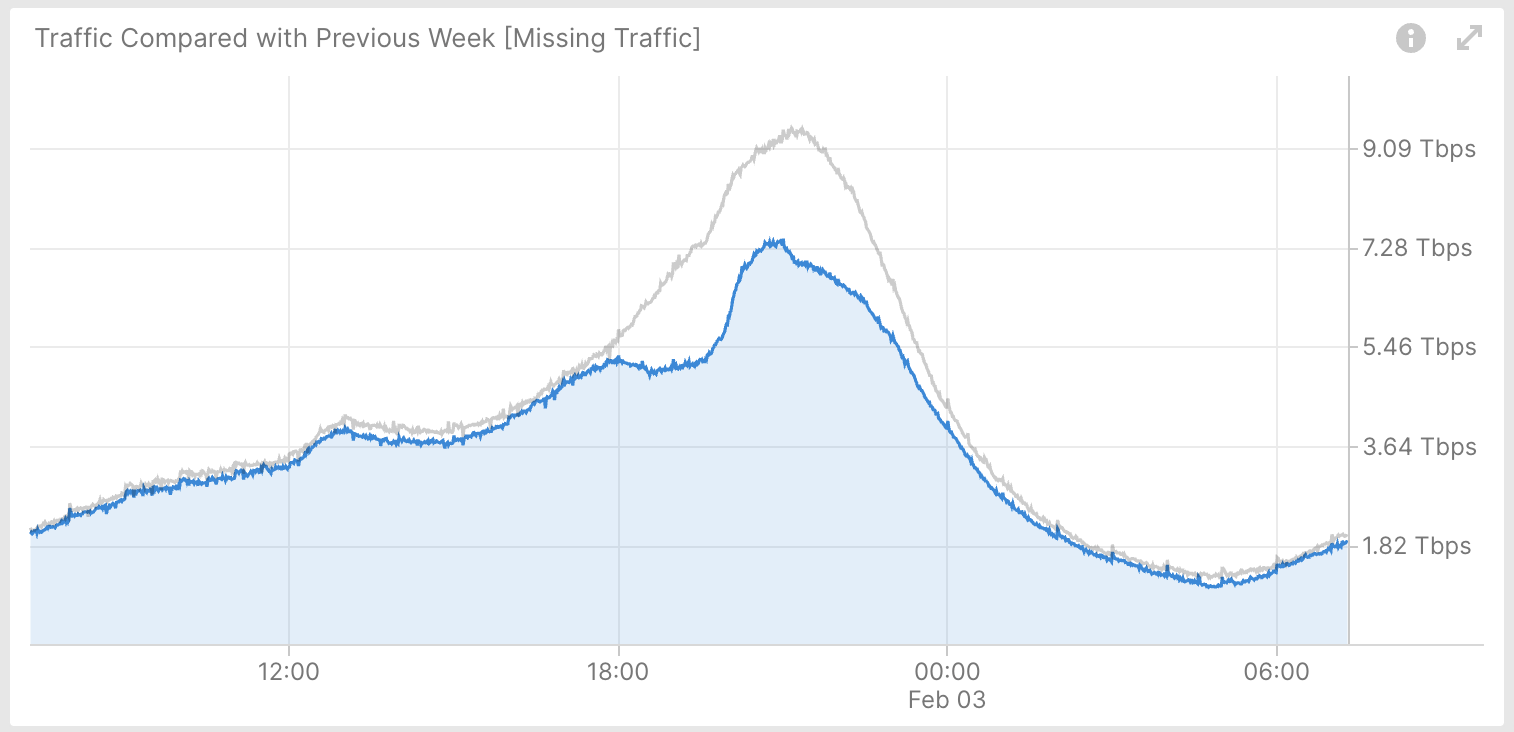 Traffic Compared with Previous Week [Missing Traffic]
9.09 Tbps
7.28 Tbps
5.46 Tbps
3.64 Tbps
1.82 Tbps
12:00 18:00 00:00 06:00
Feb 03